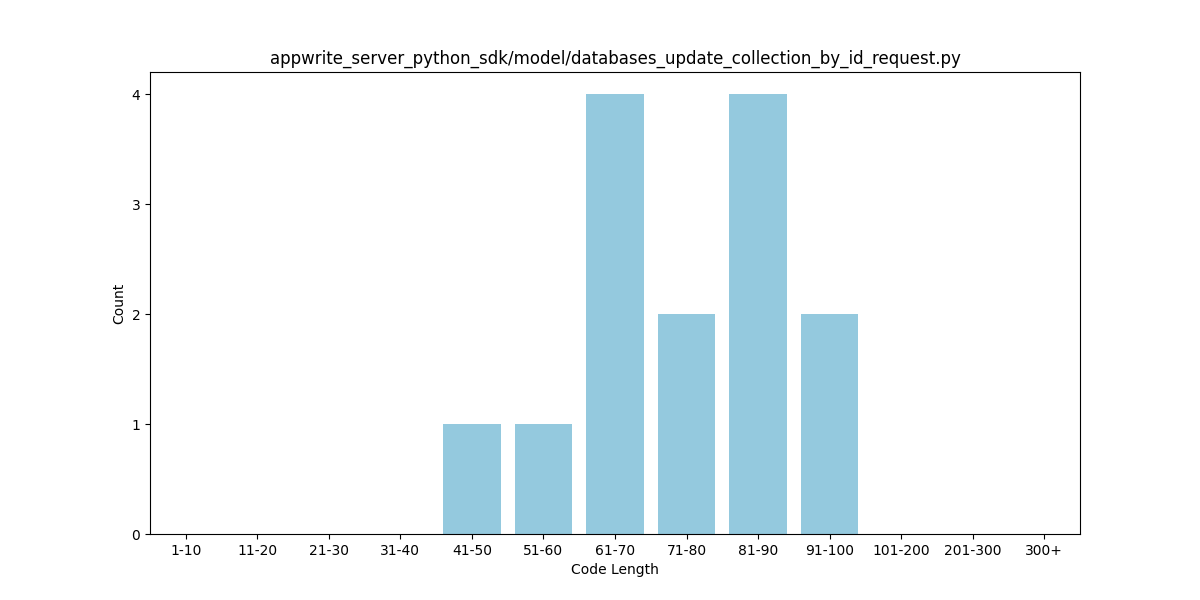 appwrite_server_python_sdk/model/databases_update_collection_by_id_request.py
4
3
2
1
0
Count
1-10 11-20 21-30 31-40 41-50 51-60 61-70 71-80 81-90 91-100 101-200 201-300 300+
Code Length